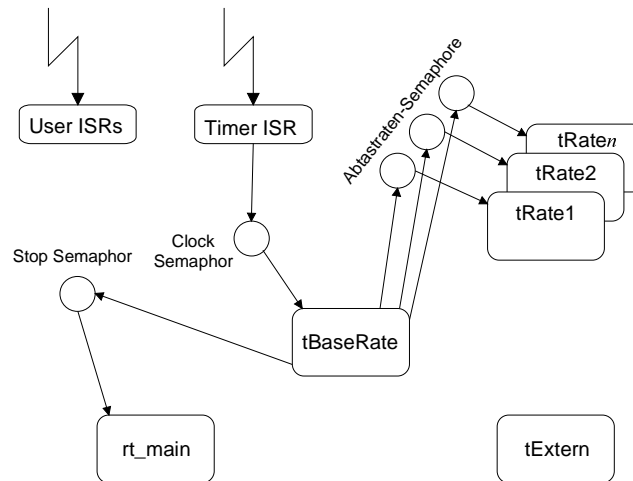 Abtastraten-Semaphore
User ISRs
Timer ISR
tRaten
tRate2
tRate1
Clock
Semaphor
Stop Semaphor
tBaseRate
rt_main
tExtern